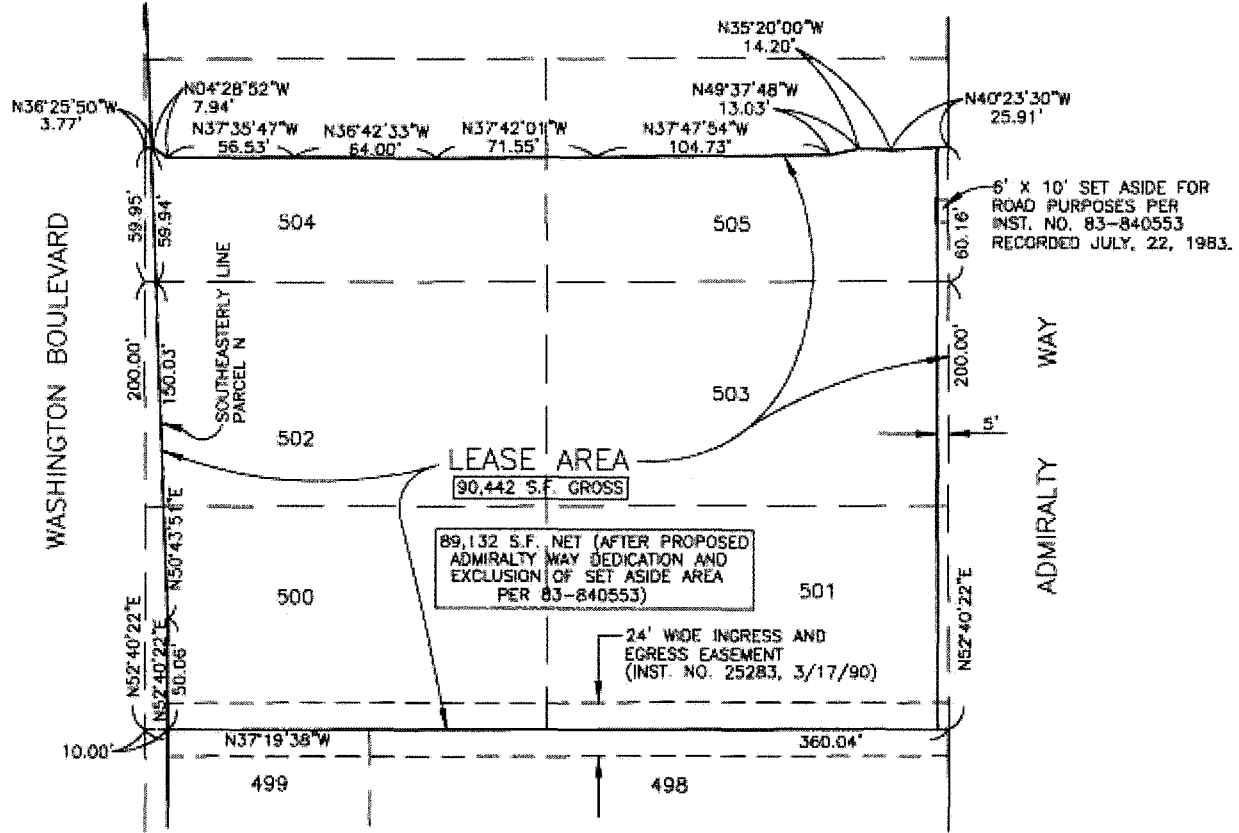 N35°20'00"W
14.20'
N04°28'52"W
7.94'
N36°25'50"W
3.77'
N49°37'48"W
13.03'
N40°23'30"W
25.91'
N37°35'47"W
56.53'
N36°42'33"W
64.00'
N37°42'01"W
71.55'
N37°47'54"W
104.73'
6' X 10' SET ASIDE FOR
ROAD PURPOSES PER
INST. NO. 83-840553
RECORDED JULY, 22, 1983.
59.95'
59.94'
504
505
60.16'
WASHINGTON BOULEVARD
200.00'
150.03'
SOUTHEASTERLY LINE
PARCEL N
502
503
200.00'
ADMIRALTY WAY
5'
LEASE AREA
90,442 S.F. GROSS
89,132 S.F. NET (AFTER PROPOSED
ADMIRALTY WAY DEDICATION AND
EXCLUSION OF SET ASIDE AREA
PER 83-840553)
N50°43'51"E
500
501
N52°40'22"E
N52°40'22"E
50.06'
24' WIDE INGRESS AND
EGRESS EASEMENT
(INST. NO. 25283, 3/17/90)
N52°40'22"E
10.00'
N37°19'38"W
360.04'
499
498